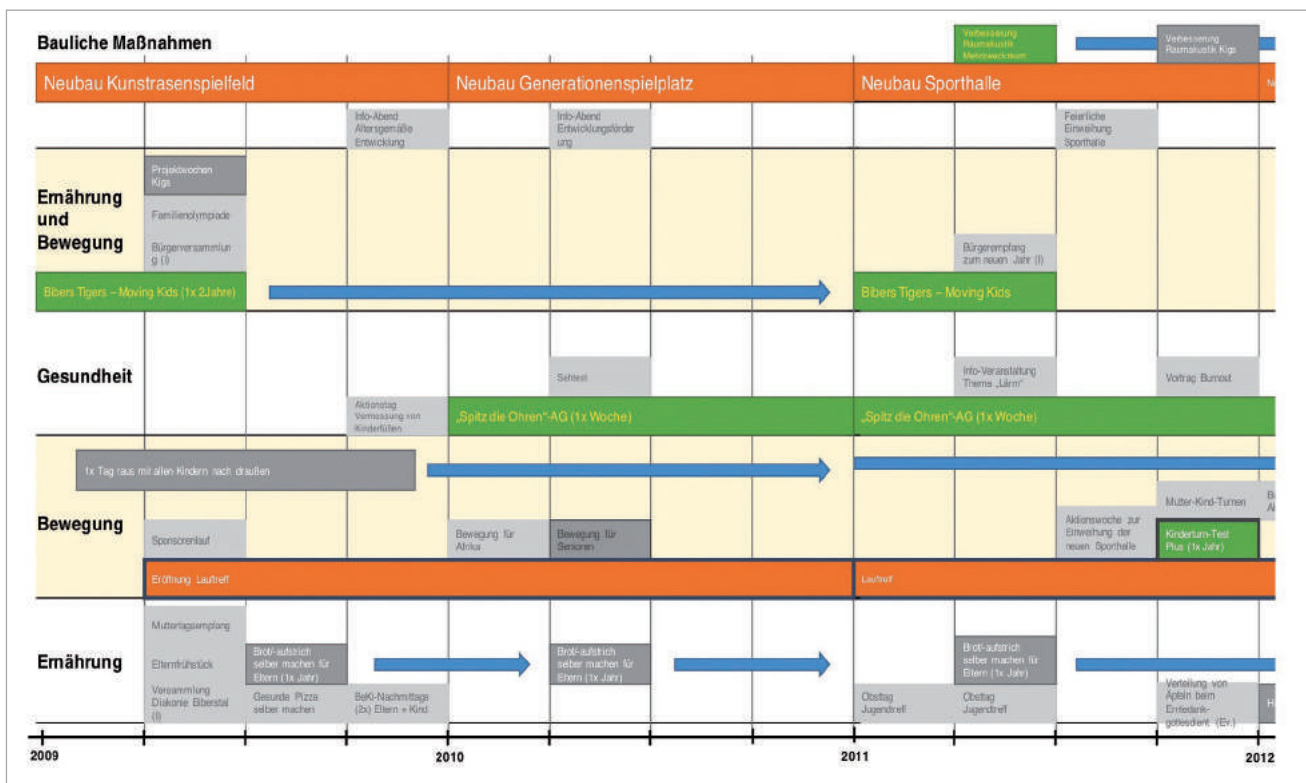 Bauliche Maßnahmen
Verbesserung
Raumakustik
Mehrzweckraum
Verbesserung
Raumakustik Kigs
Neubau Kunstrasenspielfeld
Neubau Generationenspielplatz
Neubau Sporthalle
Info-Abend
Altersgemäße
Entwicklung
Info-Abend
Entwicklungsförder
ung
Feierliche
Einweihung
Sporthalle
Ernährung
und
Bewegung
Projektwochen
Kigs
Familienolympiade
Bürgerversammlun
g (I)
Bürgerempfang
zum neuen Jahr (I)
Bibers Tigers – Moving Kids (1x 2Jahre)
Bibers Tigers – Moving Kids
Gesundheit
Sehtest
Info-Veranstaltung
Thema „Lärm“
Vortrag Burnout
Aktionstag
Vermessung von
Kinderfüßen
„Spitz die Ohren“-AG (1x Woche)
„Spitz die Ohren“-AG (1x Woche)
Bewegung
1x Tag raus mit allen Kindern nach draußen
Sponsorenlauf
Bewegung für
Afrika
Bewegung für
Senioren
Aktionswoche zur
Einweihung der
neuen Sporthalle
Mutter-Kind-Turnen
Kinderturn-Test
Plus (1x Jahr)
Eröffnung Lauftreff
Lauftreff
Ernährung
Muttertagsempfang
Elternfrühstück
Versammlung
Diakonie Biberstal
(I)
Brot/-aufstrich
selber machen für
Eltern (1x Jahr)
Gesunde Pizza
selber machen
BeKi-Nachmittage
(2x) Eltern + Kind
Brot/-aufstrich
selber machen für
Eltern (1x Jahr)
Obsttag
Jugendtreff
Brot/-aufstrich
selber machen für
Eltern (1x Jahr)
Obsttag
Jugendtreff
Verteilung von
Äpfeln beim
Erntedank-
gottesdient (Ev.)
2009
2010
2011
2012